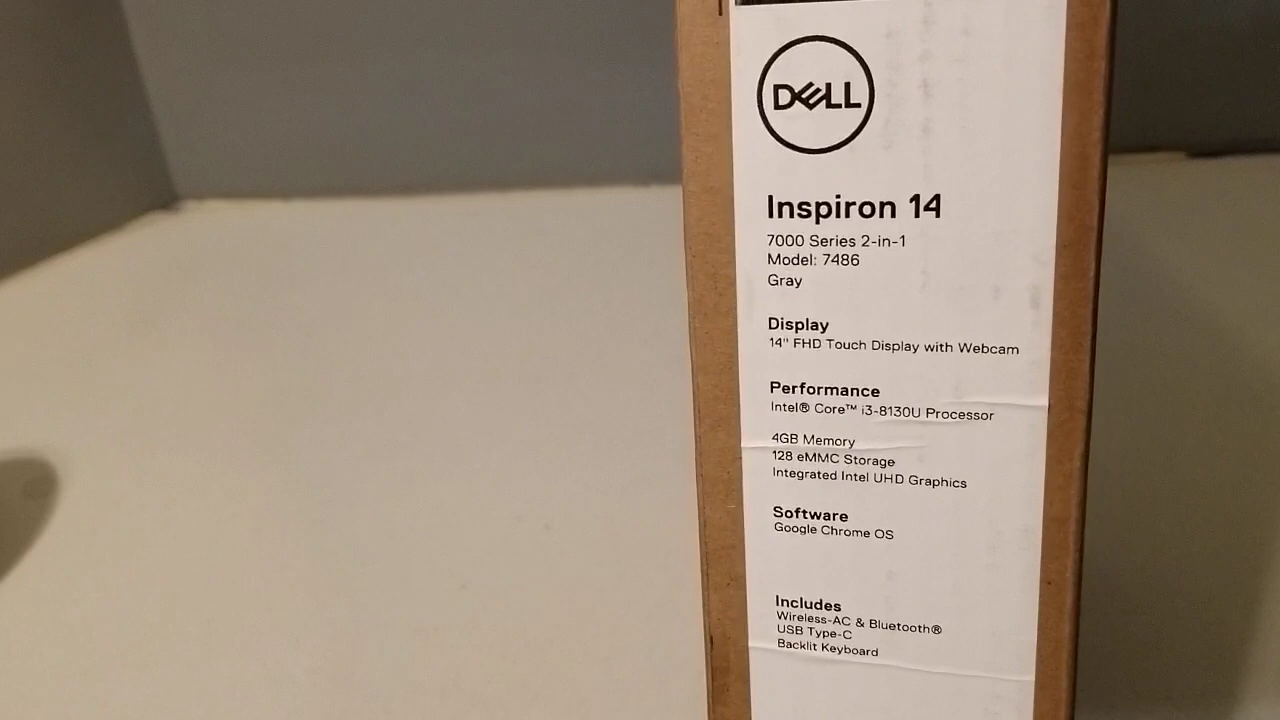 DELL
Inspiron 14
7000 Series 2-in-1
Model: 7486
Gray
Display
14" FHD Touch Display with Webcam
Performance
Intel® Core™ i3-8130U Processor
4GB Memory
128 eMMC Storage
Integrated Intel UHD Graphics
Software
Google Chrome OS
Includes
Wireless-AC & Bluetooth®
USB Type-C
Backlit Keyboard